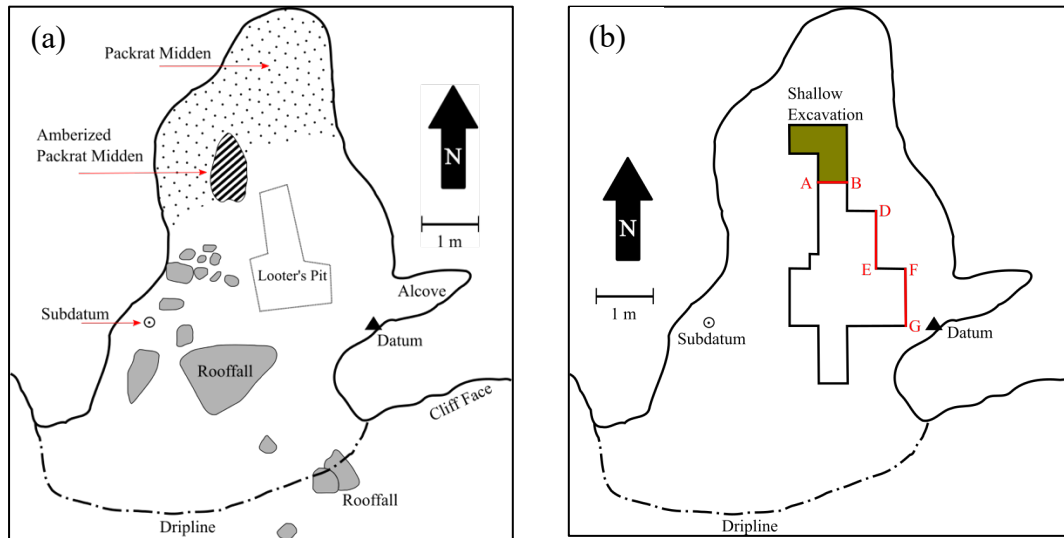 (a)
Packrat Midden
Amberized
Packrat Midden
N
1 m
Looter's Pit
Alcove
Subdatum
Datum
Rooffall
Cliff Face
Rooffall
Dripline
(b)
Shallow
Excavation
A
B
N
D
E
F
1 m
G
Subdatum
Datum
Dripline